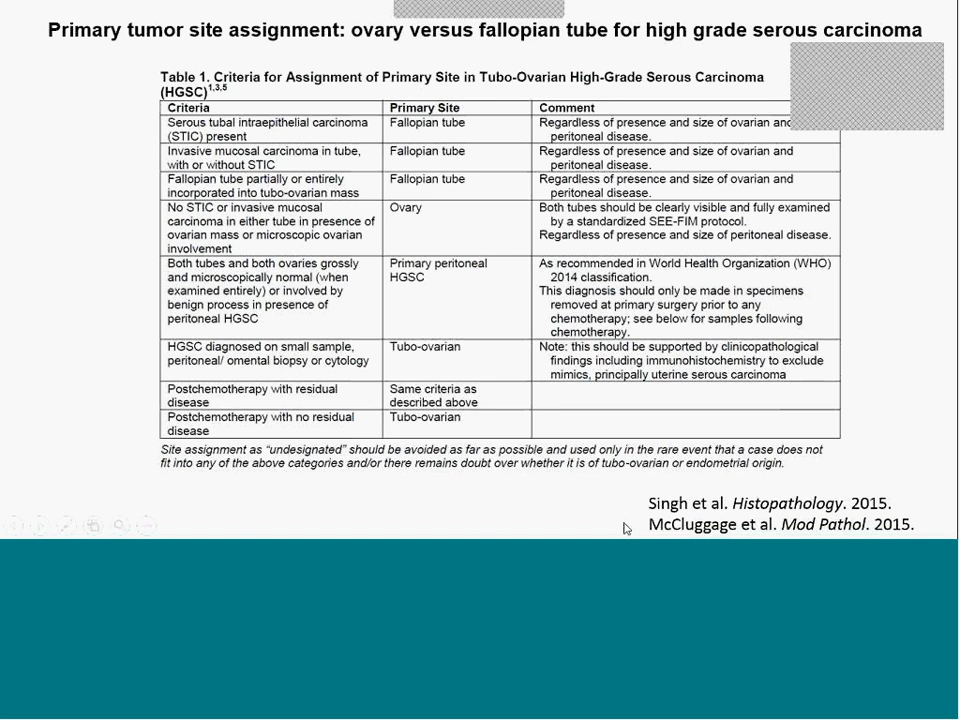 Primary tumor site assignment: ovary versus fallopian tube for high grade serous carcinoma
Table 1. Criteria for Assignment of Primary Site in Tubo-Ovarian High-Grade Serous Carcinoma
(HGSC)1,3,5
Criteria Primary Site Comment
Serous tubal intraepithelial carcinoma
(STIC) present
Fallopian tube
Regardless of presence and size of ovarian and
peritoneal disease.
Invasive mucosal carcinoma in tube,
with or without STIC
Fallopian tube
Regardless of presence and size of ovarian and
peritoneal disease.
Fallopian tube partially or entirely
incorporated into tubo-ovarian mass
Fallopian tube
Regardless of presence and size of ovarian and
peritoneal disease.
No STIC or invasive mucosal
carcinoma in either tube in presence of
ovarian mass or microscopic ovarian
involvement
Ovary
Both tubes should be clearly visible and fully examined
by a standardized SEE-FIM protocol.
Regardless of presence and size of peritoneal disease.
Both tubes and both ovaries grossly
and microscopically normal (when
examined entirely) or involved by
benign process in presence of
peritoneal HGSC
Primary peritoneal
HGSC
As recommended in World Health Organization (WHO)
2014 classification.
This diagnosis should only be made in specimens
removed at primary surgery prior to any
chemotherapy; see below for samples following
chemotherapy.
HGSC diagnosed on small sample,
peritoneal/ omental biopsy or cytology
Tubo-ovarian
Note: this should be supported by clinicopathological
findings including immunohistochemistry to exclude
mimics, principally uterine serous carcinoma
Postchemotherapy with residual
disease
Same criteria as
described above
Postchemotherapy with no residual
disease
Tubo-ovarian
Site assignment as “undesignated” should be avoided as far as possible and used only in the rare event that a case does not
fit into any of the above categories and/or there remains doubt over whether it is of tubo-ovarian or endometrial origin.
Singh et al. Histopathology. 2015.
McCluggage et al. Mod Pathol. 2015.